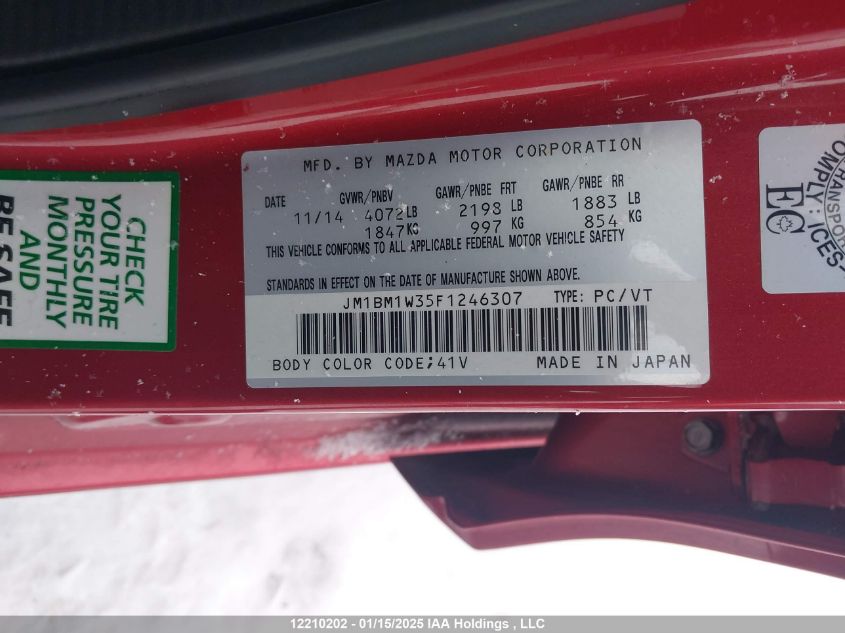 MFD. BY MAZDA MOTOR CORPORATION
DATE GVWR/PNBV GAWR/PNBE FRT GAWR/PNBE RR
11/14 4072LB 2198 LB 1883 LB
1847KG 997 KG 854 KG
THIS VEHICLE CONFORMS TO ALL APPLICABLE FEDERAL MOTOR VEHICLE SAFETY
STANDARDS IN EFFECT ON THE DATE OF MANUFACTURE SHOWN ABOVE.
JM1BM1W35F1246307 TYPE: PC/VT
BODY COLOR CODE;41V MADE IN JAPAN
CHECK
YOUR TIRE
PRESSURE
MONTHLY
AND
BE SAFE
EC
12210202 - 01/15/2025 IAA Holdings , LLC